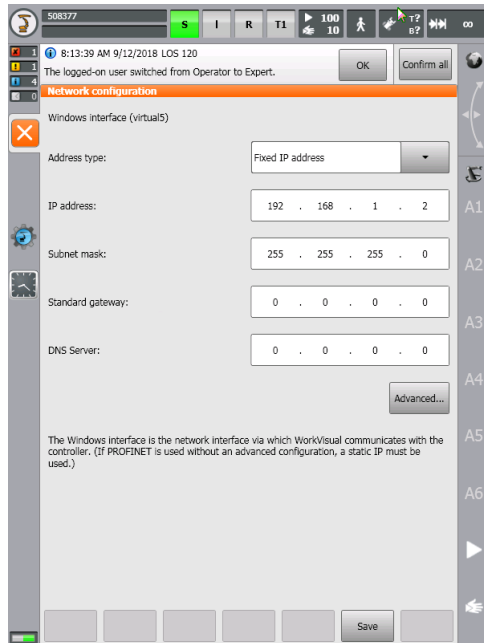 508377
S I R T1 100 10 T? B? ∞
1
1
4
0
8:13:39 AM 9/12/2018 LOS 120
The logged-on user switched from Operator to Expert.
OK
Confirm all
Network configuration
Windows interface (virtual5)
Address type: Fixed IP address
IP address: 192 . 168 . 1 . 2
Subnet mask: 255 . 255 . 255 . 0
Standard gateway: 0 . 0 . 0 . 0
DNS Server: 0 . 0 . 0 . 0
Advanced...
The Windows interface is the network interface via which WorkVisual communicates with the
controller. (If PROFINET is used without an advanced configuration, a static IP must be
used.)
Save
A1
A2
A3
A4
A5
A6